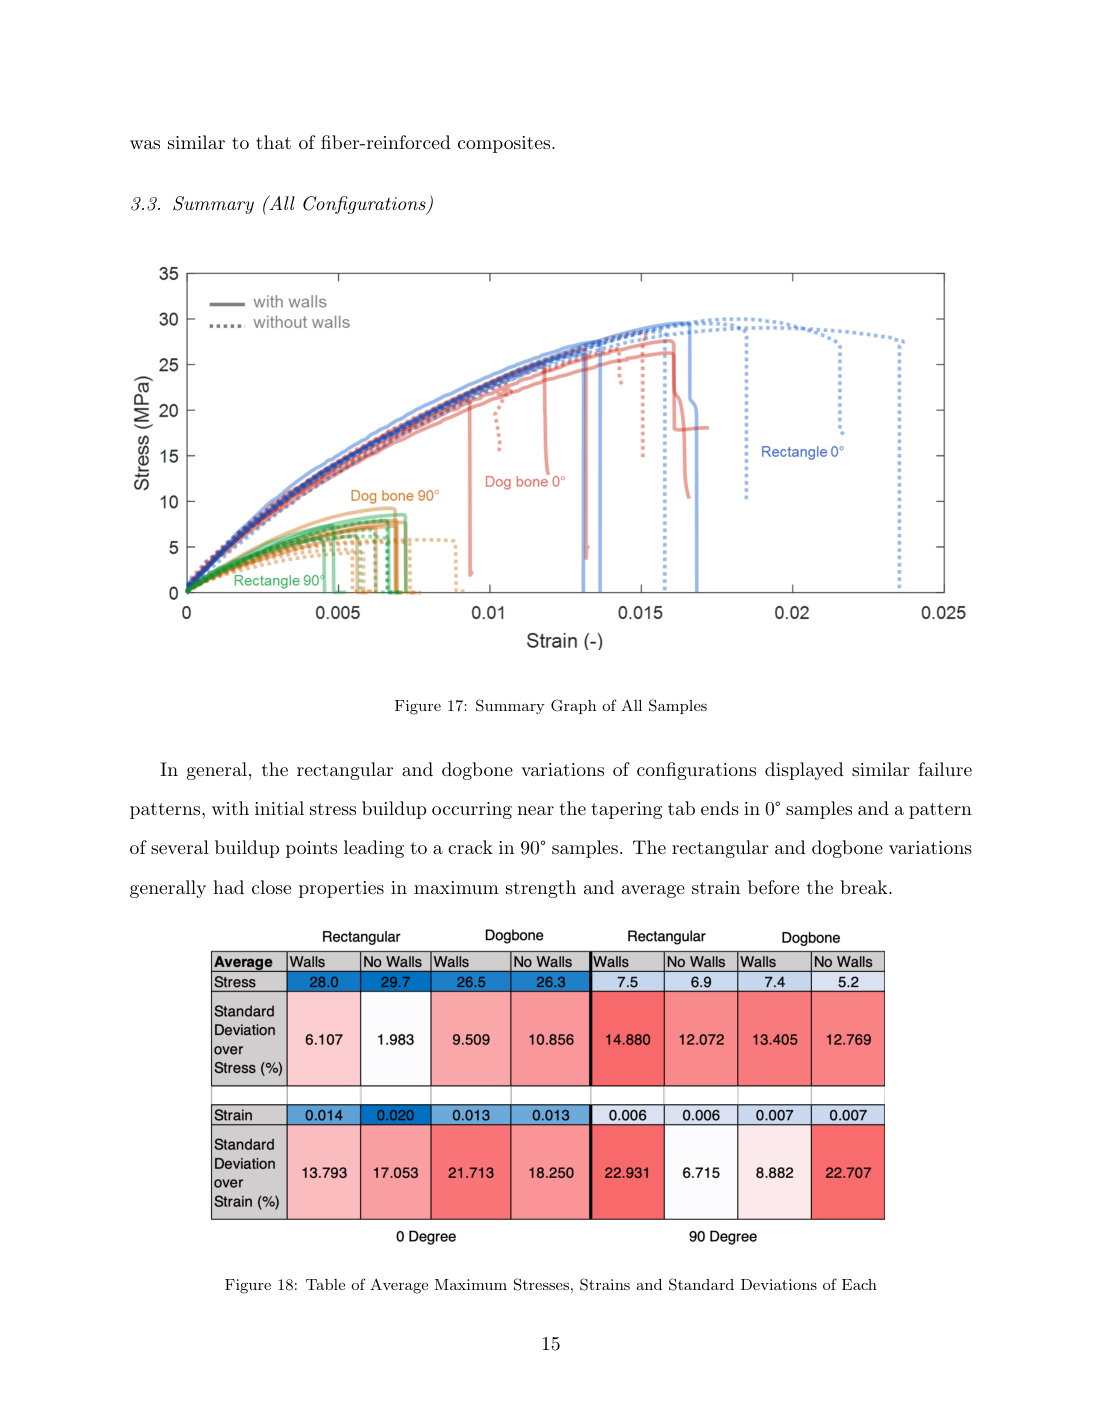 was similar to that of fiber-reinforced composites.
3.3. Summary (All Configurations)
35
30
25
20
15
10
5
0
Stress (MPa)
with walls
without walls
Rectangle 0°
Dog bone 0°
Dog bone 90°
Rectangle 90°
0 0.005 0.01 0.015 0.02 0.025
Strain (-)
Figure 17: Summary Graph of All Samples
In general, the rectangular and dogbone variations of configurations displayed similar failure
patterns, with initial stress buildup occurring near the tapering tab ends in 0° samples and a pattern
of several buildup points leading to a crack in 90° samples. The rectangular and dogbone variations
generally had close properties in maximum strength and average strain before the break.
Rectangular Dogbone Rectangular Dogbone
Average Walls No Walls Walls No Walls Walls No Walls Walls No Walls
Stress 28.0 29.7 26.5 26.3 7.5 6.9 7.4 5.2
Standard
Deviation
over
Stress (%)
6.107 1.983 9.509 10.856 14.880 12.072 13.405 12.769
Strain 0.014 0.020 0.013 0.013 0.006 0.006 0.007 0.007
Standard
Deviation
over
Strain (%)
13.793 17.053 21.713 18.250 22.931 6.715 8.882 22.707
0 Degree 90 Degree
Figure 18: Table of Average Maximum Stresses, Strains and Standard Deviations of Each
15